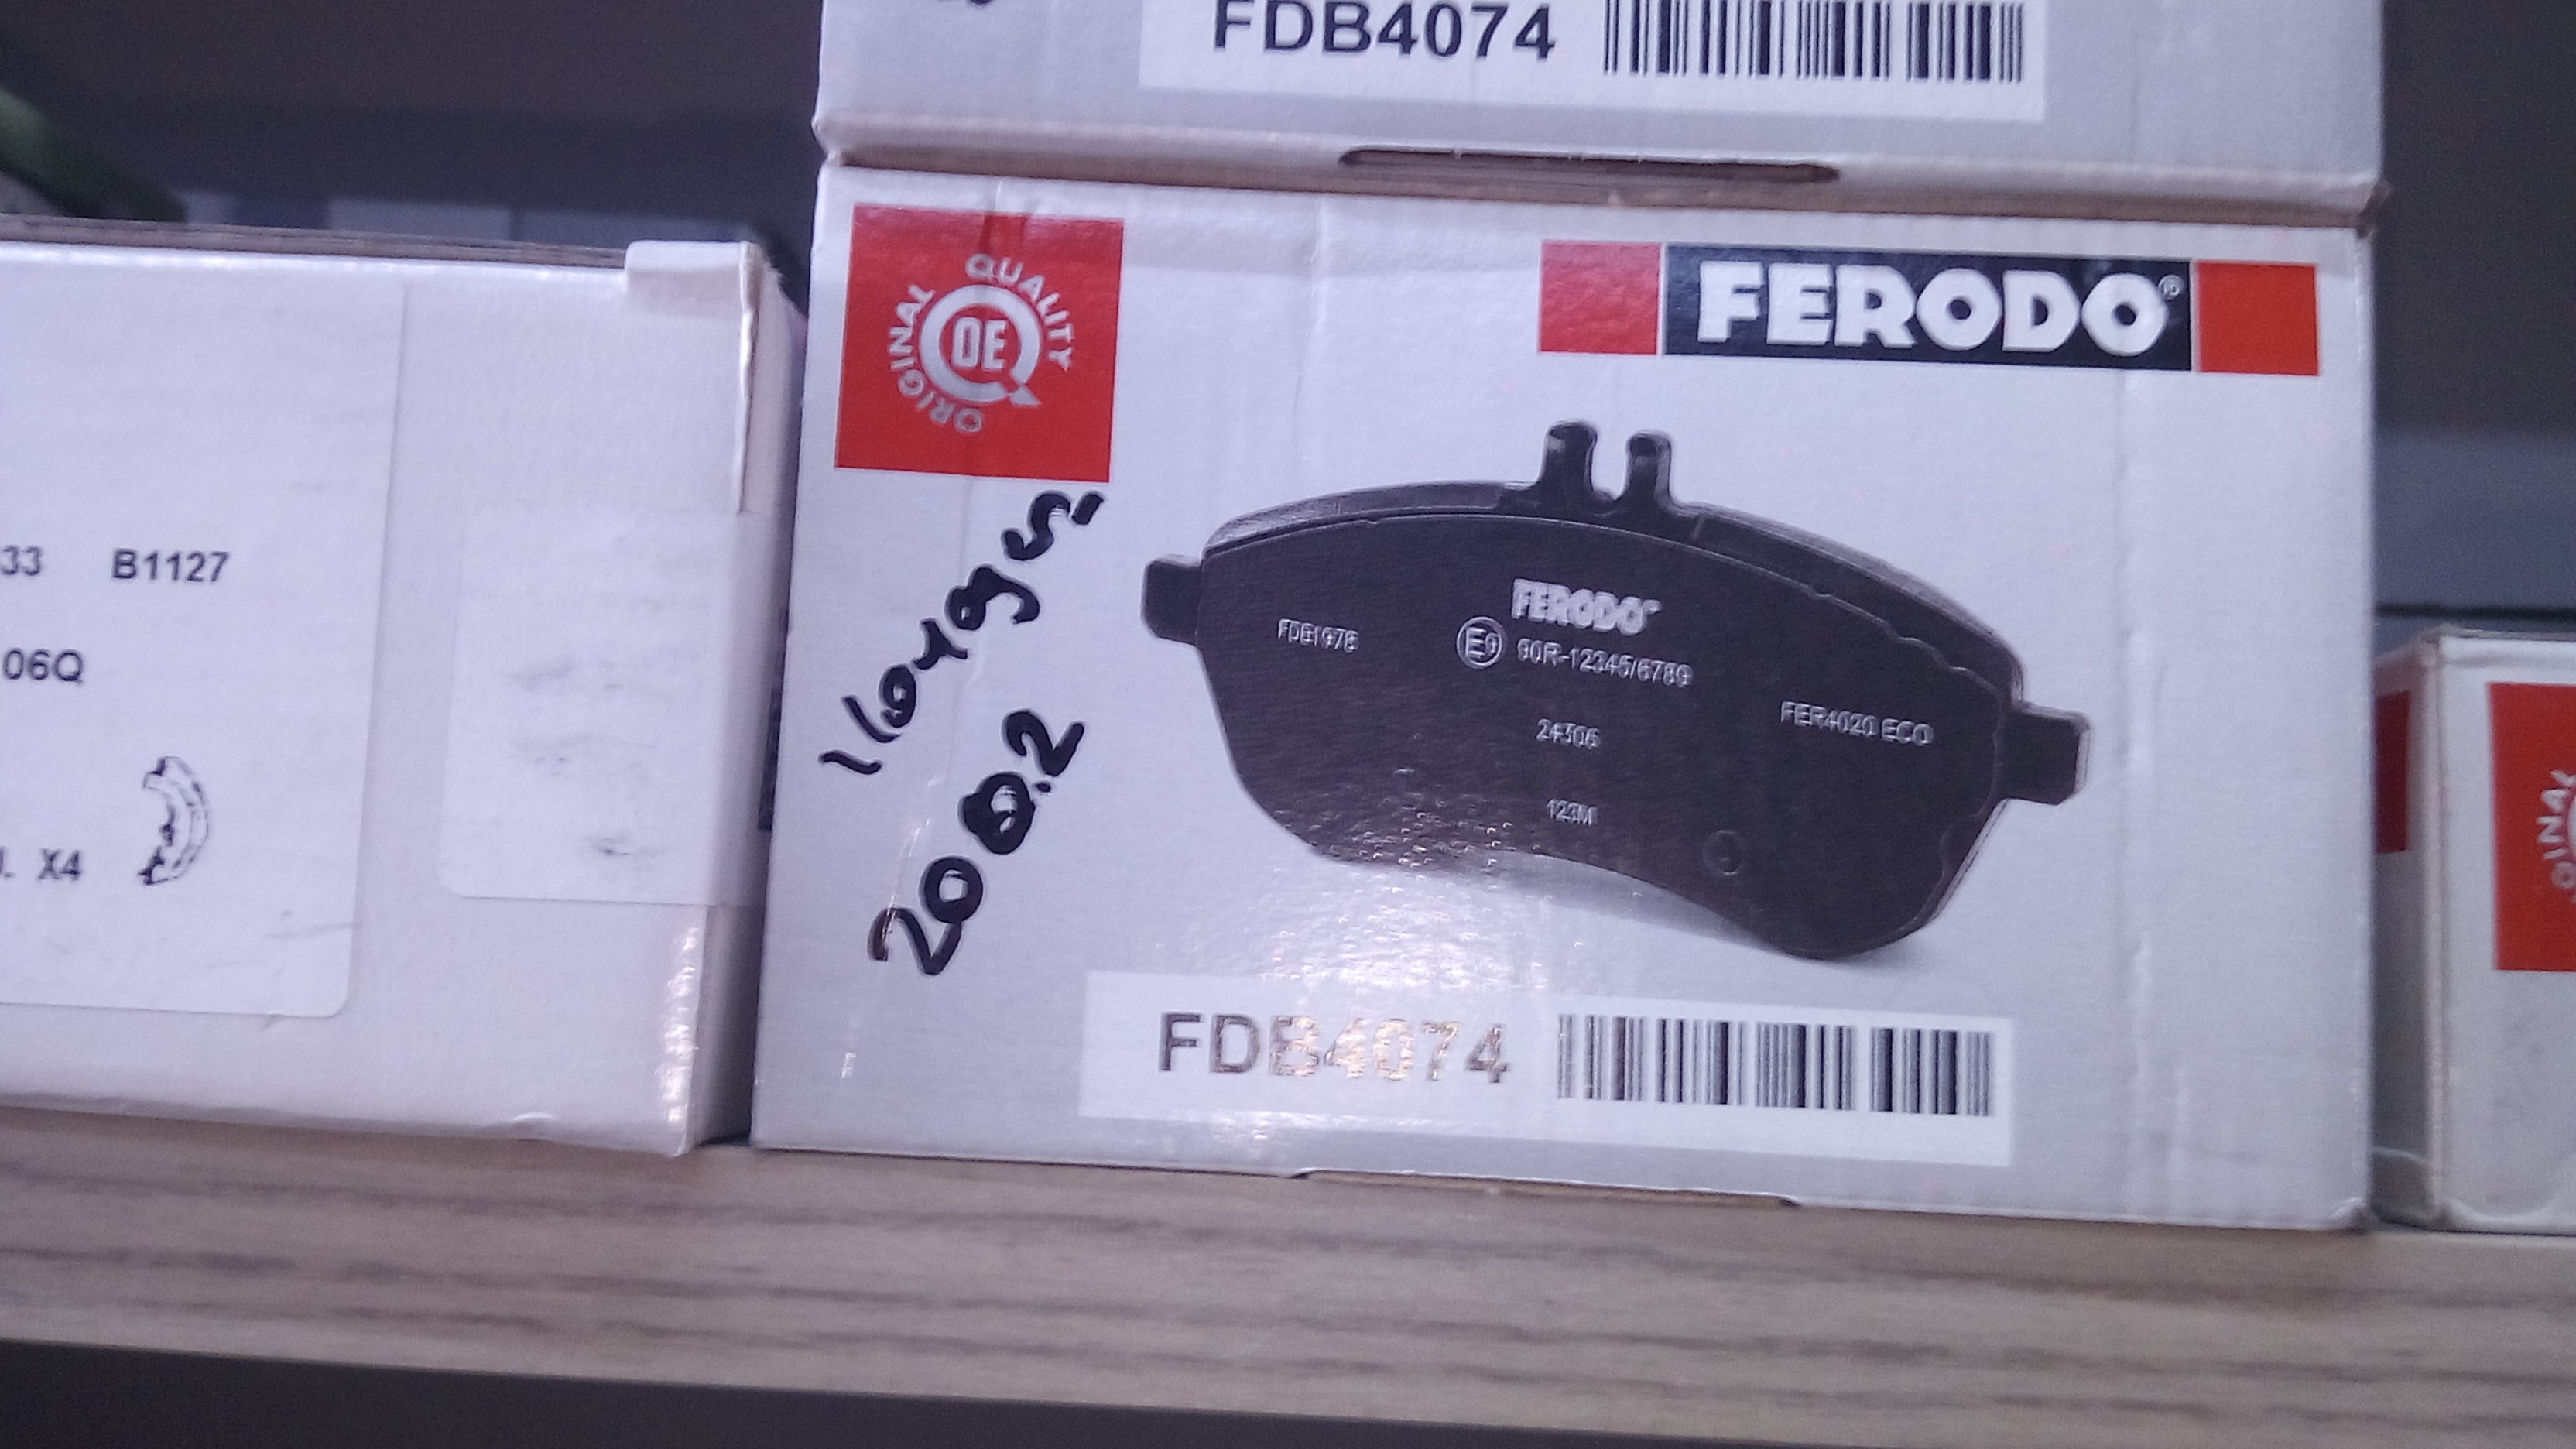 FDB4074
QUALITY
ORIGINAL
OE
FERODO®
FERODO
FDB1978
E9 90R-12345/6789
24306
FER4020 ECO
123M
2002
FDB4074
33 B1127
06Q
X4